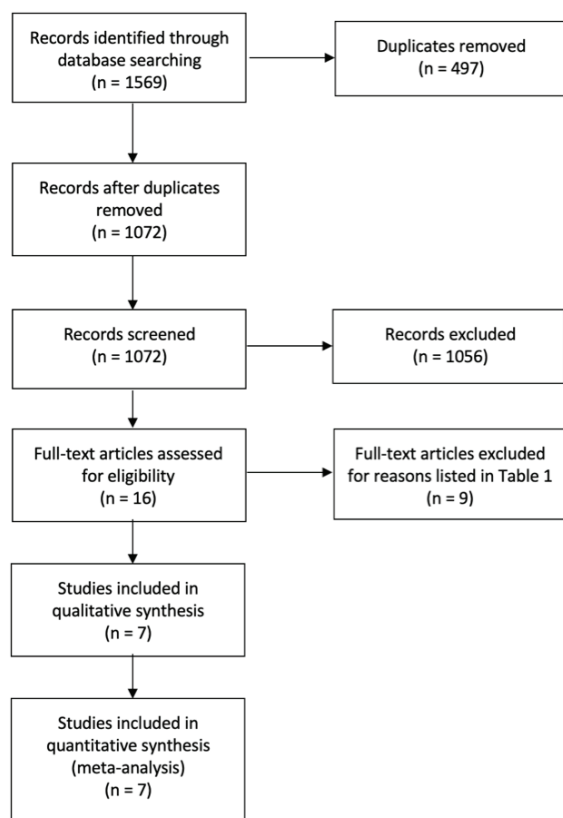 Records identified through
database searching
(n = 1569)
Duplicates removed
(n = 497)
Records after duplicates
removed
(n = 1072)
Records screened
(n = 1072)
Records excluded
(n = 1056)
Full-text articles assessed
for eligibility
(n = 16)
Full-text articles excluded
for reasons listed in Table 1
(n = 9)
Studies included in
qualitative synthesis
(n = 7)
Studies included in
quantitative synthesis
(meta-analysis)
(n = 7)